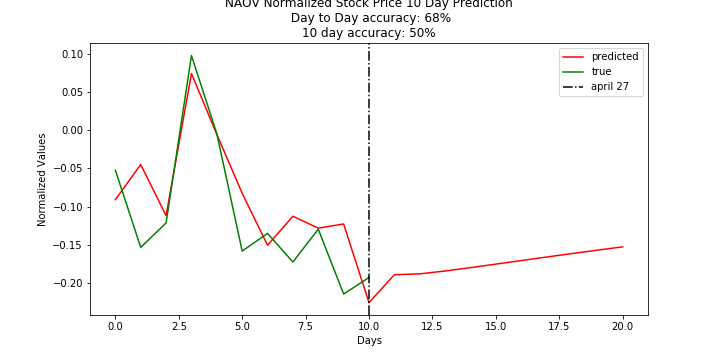 NAOV Normalized Stock Price 10 Day Prediction
Day to Day accuracy: 68%
10 day accuracy: 50%
predicted
true
april 27
Normalized Values
0.10
0.05
0.00
−0.05
−0.10
−0.15
−0.20
0.0 2.5 5.0 7.5 10.0 12.5 15.0 17.5 20.0
Days